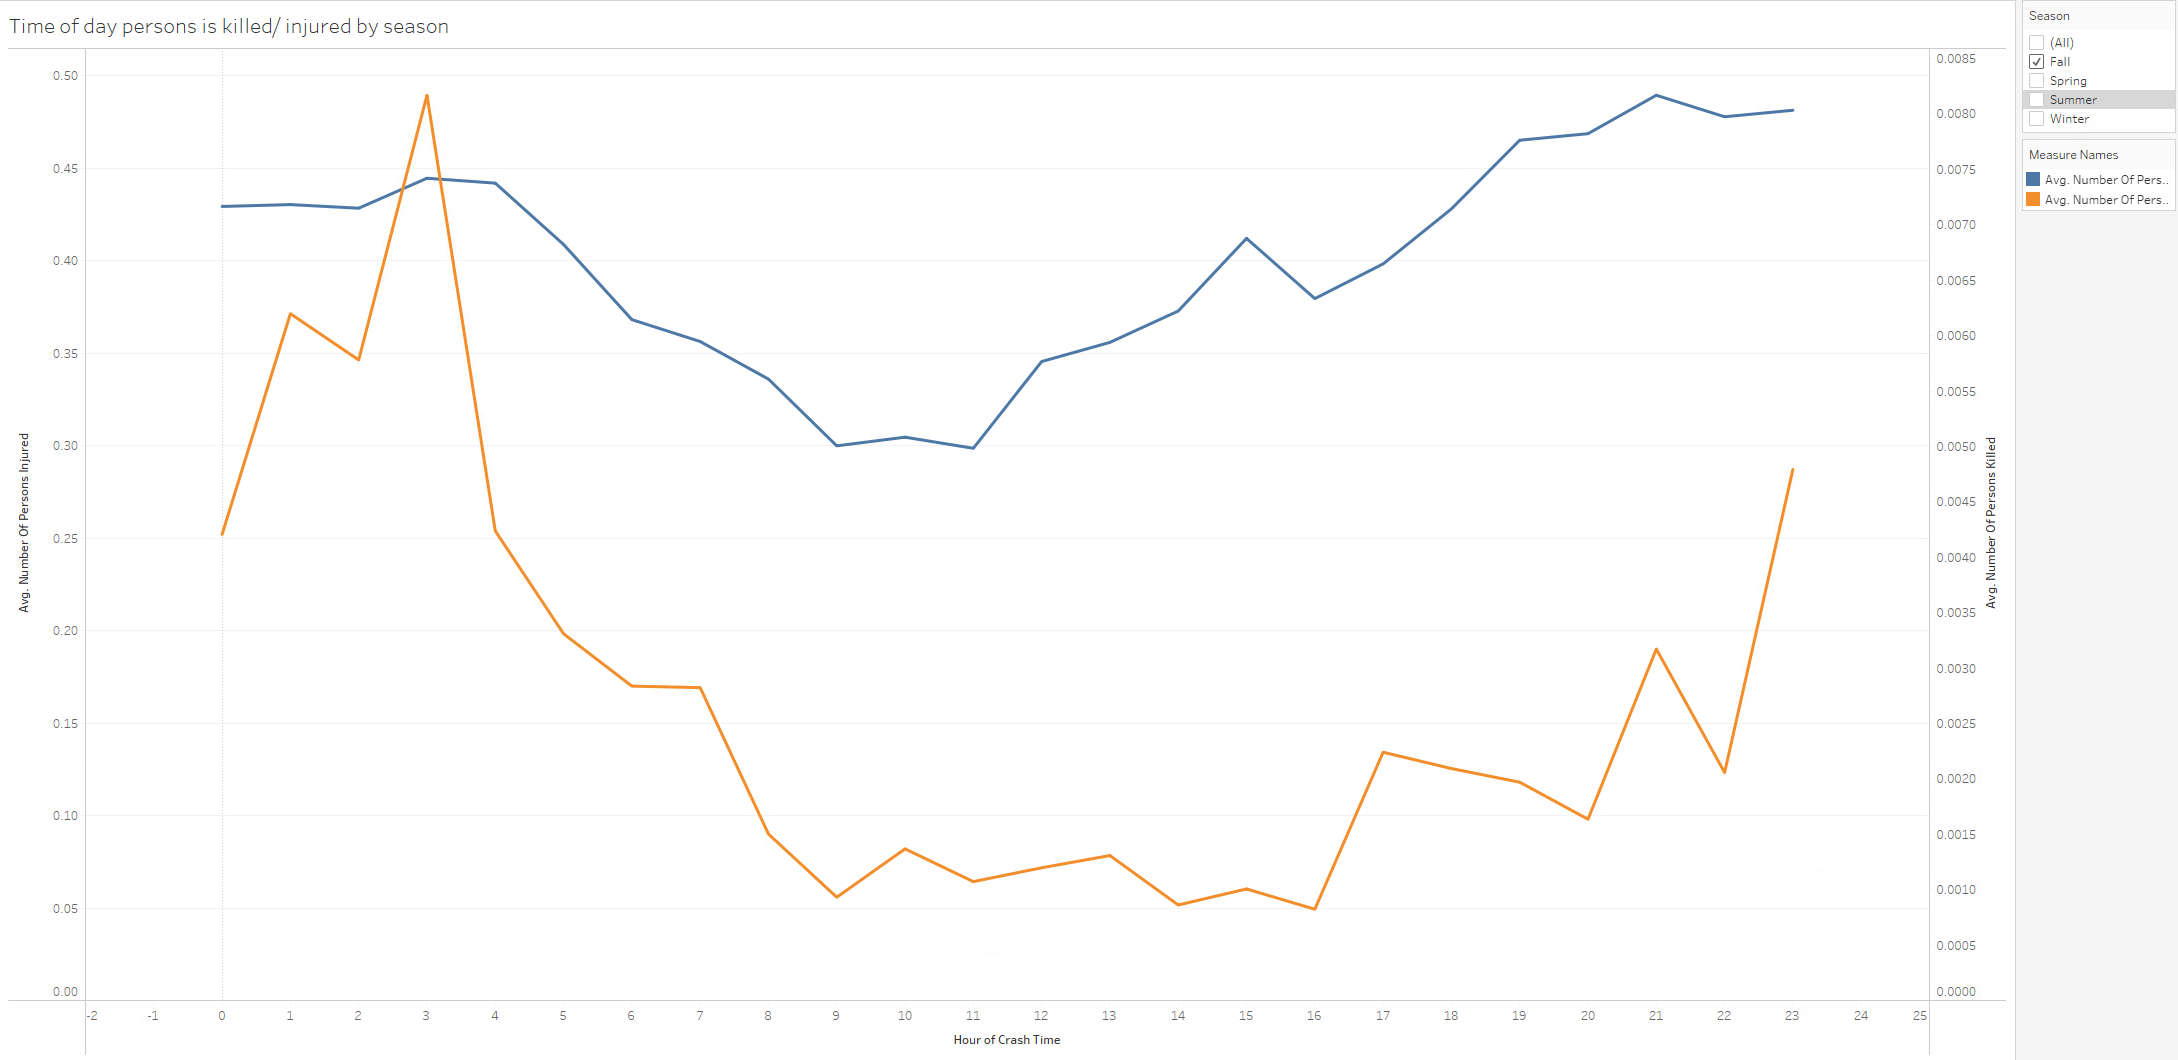 Time of day persons is killed/ injured by season
0.50
0.45
0.40
0.35
0.30
0.25
0.20
0.15
0.10
0.05
0.00
Avg. Number Of Persons Injured
0.0085
0.0080
0.0075
0.0070
0.0065
0.0060
0.0055
0.0050
0.0045
0.0040
0.0035
0.0030
0.0025
0.0020
0.0015
0.0010
0.0005
0.0000
Avg. Number Of Persons Killed
-2 -1 0 1 2 3 4 5 6 7 8 9 10 11 12 13 14 15 16 17 18 19 20 21 22 23 24 25
Hour of Crash Time
Season
(All)
Fall
Spring
Summer
Winter
Measure Names
Avg. Number Of Pers..
Avg. Number Of Pers..